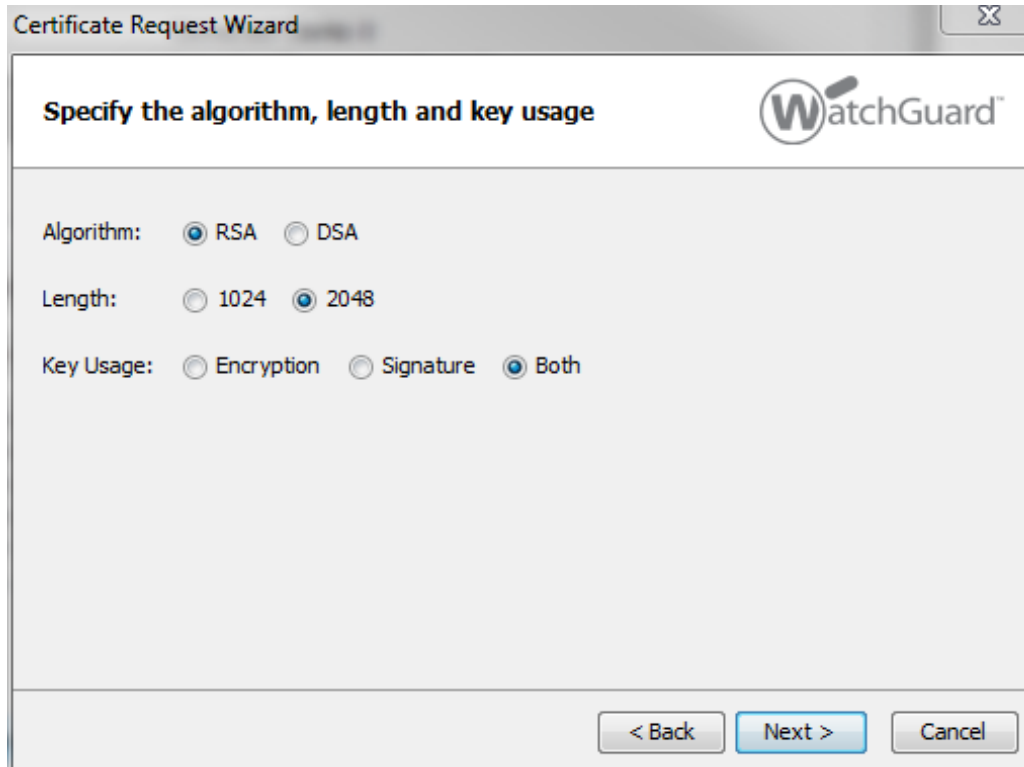 Certificate Request Wizard
Specify the algorithm, length and key usage
WatchGuard™
Algorithm: RSA DSA
Length: 1024 2048
Key Usage: Encryption Signature Both
< Back Next > Cancel